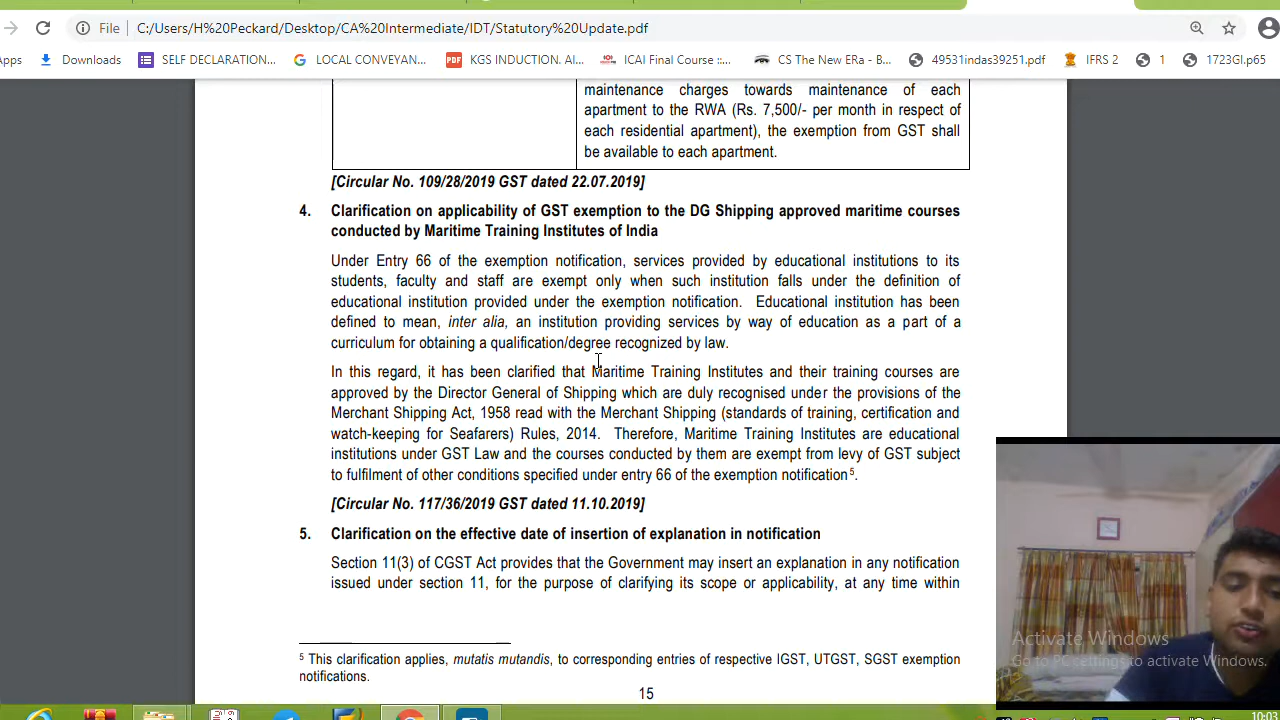 File
C:/Users/H%20Peckard/Desktop/CA%20Intermediate/IDT/Statutory%20Update.pdf
Apps
Downloads
SELF DECLARATION...
LOCAL CONVEYAN...
KGS INDUCTION. AI...
ICAI Final Course ::...
CS The New ERa - B...
49531indas39251.pdf
IFRS 2
1
1723GI.p65
maintenance charges towards maintenance of each
apartment to the RWA (Rs. 7,500/- per month in respect of
each residential apartment), the exemption from GST shall
be available to each apartment.
[Circular No. 109/28/2019 GST dated 22.07.2019]
4. Clarification on applicability of GST exemption to the DG Shipping approved maritime courses
conducted by Maritime Training Institutes of India
Under Entry 66 of the exemption notification, services provided by educational institutions to its
students, faculty and staff are exempt only when such institution falls under the definition of
educational institution provided under the exemption notification. Educational institution has been
defined to mean, inter alia, an institution providing services by way of education as a part of a
curriculum for obtaining a qualification/degree recognized by law.
In this regard, it has been clarified that Maritime Training Institutes and their training courses are
approved by the Director General of Shipping which are duly recognised under the provisions of the
Merchant Shipping Act, 1958 read with the Merchant Shipping (standards of training, certification and
watch-keeping for Seafarers) Rules, 2014. Therefore, Maritime Training Institutes are educational
institutions under GST Law and the courses conducted by them are exempt from levy of GST subject
to fulfilment of other conditions specified under entry 66 of the exemption notification 5.
[Circular No. 117/36/2019 GST dated 11.10.2019]
5. Clarification on the effective date of insertion of explanation in notification
Section 11(3) of CGST Act provides that the Government may insert an explanation in any notification
issued under section 11, for the purpose of clarifying its scope or applicability, at any time within
5 This clarification applies, mutatis mutandis, to corresponding entries of respective IGST, UTGST, SGST exemption
notifications.
15
Activate Windows
Go to PC settings to activate Windows.
10:03